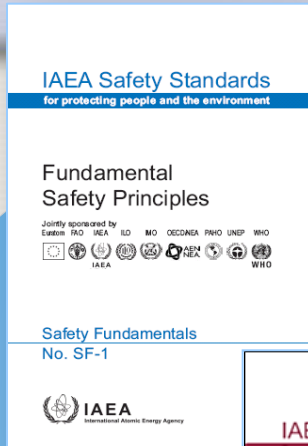 IAEA Safety Standards
for protecting people and the environment
Fundamental
Safety Principles
Jointly sponsored by
Euratom FAO IAEA ILO IMO OECD/NEA PAHO UNEP WHO
AEN
NEA
IAEA
WHO
Safety Fundamentals
No. SF-1
IAEA
International Atomic Energy Agency